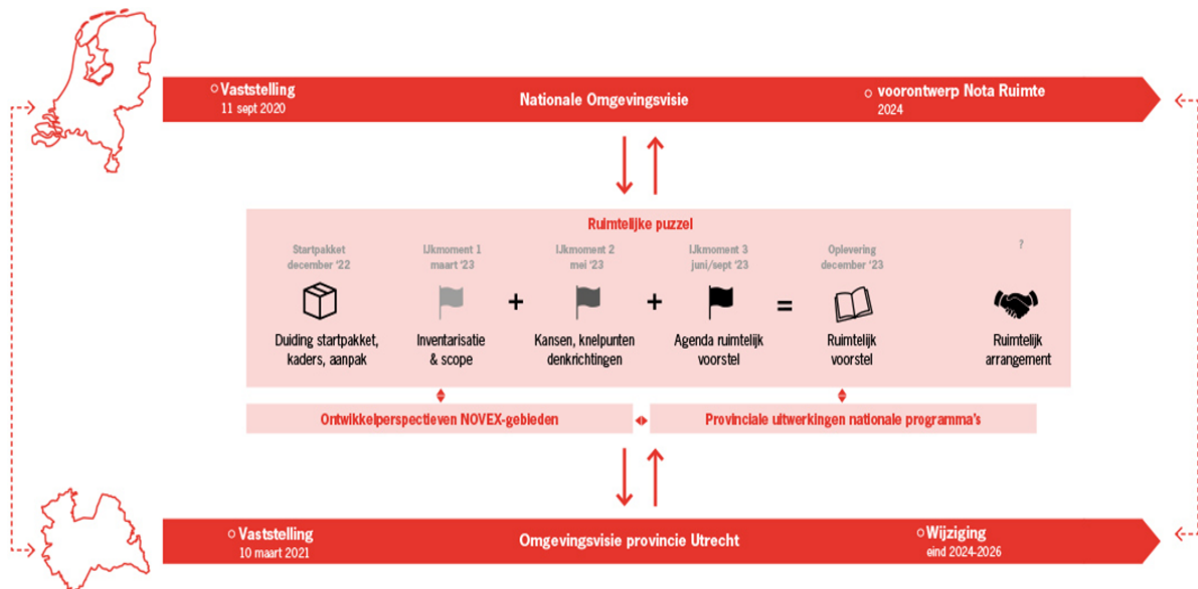 Vaststelling
11 sept 2020
Nationale Omgevingsvisie
voorontwerp Nota Ruimte
2024
Ruimtelijke puzzel
Startpakket
december '22
IJkmoment 1
maart '23
IJkmoment 2
mei '23
IJkmoment 3
juni/sept '23
Oplevering
december '23
?
+
+
=
Duiding startpakket,
kaders, aanpak
Inventarisatie
& scope
Kansen, knelpunten
denkrichtingen
Agenda ruimtelijk
voorstel
Ruimtelijk
voorstel
Ruimtelijk
arrangement
Ontwikkelperspectieven NOVEX-gebieden
Provinciale uitwerkingen nationale programma's
Vaststelling
10 maart 2021
Omgevingsvisie provincie Utrecht
Wijziging
eind 2024-2026